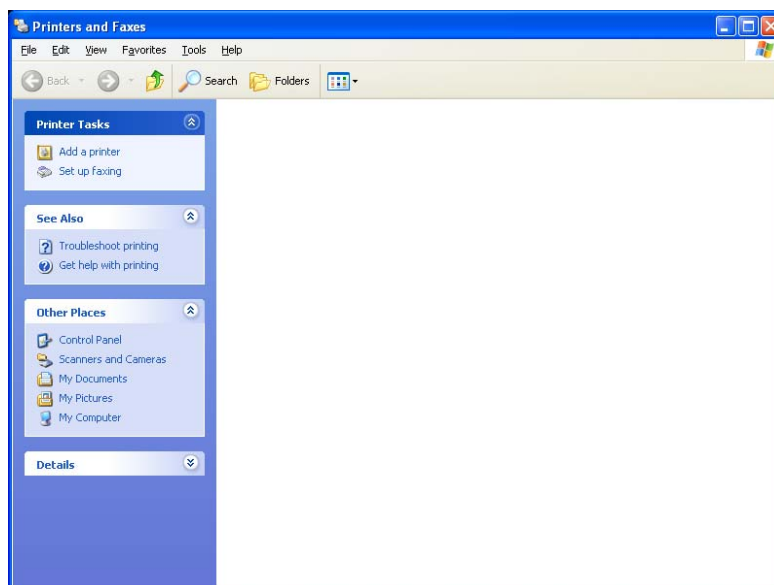 Printers and Faxes
File Edit View Favorites Tools Help
Back Search Folders
Printer Tasks
Add a printer
Set up faxing
See Also
Troubleshoot printing
Get help with printing
Other Places
Control Panel
Scanners and Cameras
My Documents
My Pictures
My Computer
Details